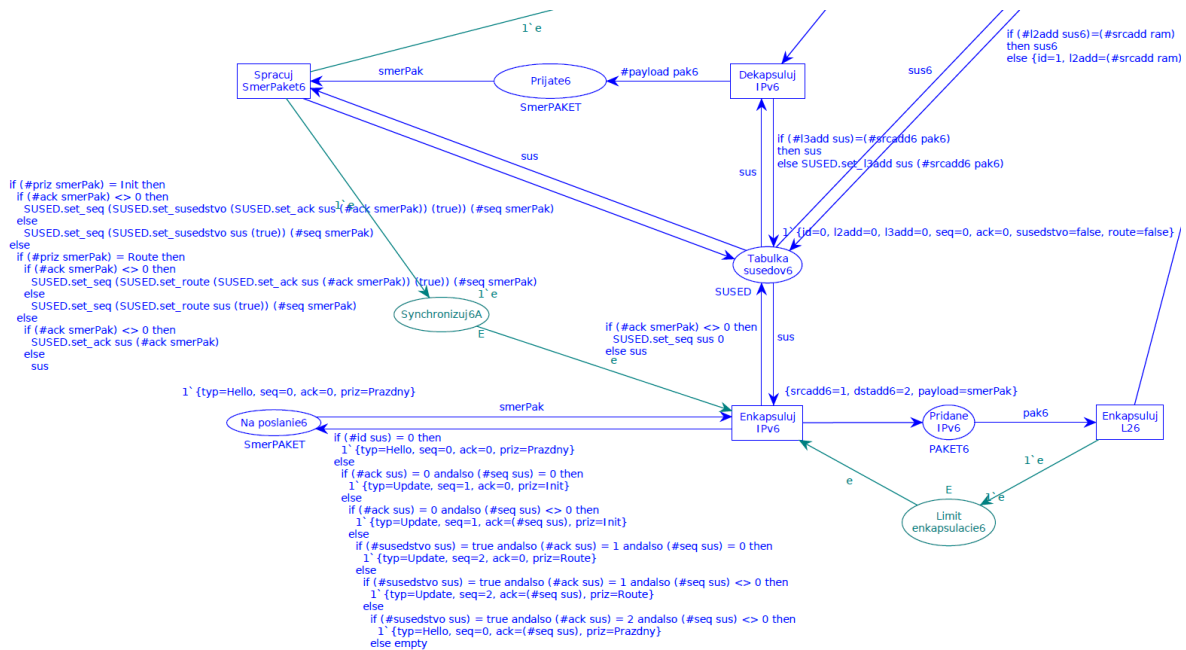 1`e
if (#l2add sus6)=(#srcadd ram)
then sus6
else {id=1, l2add=(#srcadd ram)
Spracuj
SmerPaket6
smerPak
Prijate6
SmerPAKET
#payload pak6
Dekapsuluj
IPv6
sus6
sus
sus
if (#l3add sus)=(#srcadd6 pak6)
then sus
else SUSED.set_l3add sus (#srcadd6 pak6)
if (#priz smerPak) = Init then
if (#ack smerPak) <> 0 then
SUSED.set_seq (SUSED.set_susedstvo (SUSED.set_ack sus (#ack smerPak)) (true)) (#seq smerPak)
else
SUSED.set_seq (SUSED.set_susedstvo sus (true)) (#seq smerPak)
else
if (#priz smerPak) = Route then
if (#ack smerPak) <> 0 then
SUSED.set_seq (SUSED.set_route (SUSED.set_ack sus (#ack smerPak)) (true)) (#seq smerPak)
else
SUSED.set_seq (SUSED.set_route sus (true)) (#seq smerPak)
else
if (#ack smerPak) <> 0 then
SUSED.set_ack sus (#ack smerPak)
else
sus
1`e
1`{id=0, l2add=0, l3add=0, seq=0, ack=0, susedstvo=false, route=false}
Tabulka
susedov6
SUSED
1`e
Synchronizuj6A
E
if (#ack smerPak) <> 0 then
SUSED.set_seq sus 0
else sus
e
sus
1`{typ=Hello, seq=0, ack=0, priz=Prazdny}
Na poslanie6
SmerPAKET
smerPak
{srcadd6=1, dstadd6=2, payload=smerPak}
Enkapsuluj
IPv6
Pridane
IPv6
PAKET6
pak6
Enkapsuluj
L26
if (#id sus) = 0 then
1`{typ=Hello, seq=0, ack=0, priz=Prazdny}
else
if (#ack sus) = 0 andalso (#seq sus) = 0 then
1`{typ=Update, seq=1, ack=0, priz=Init}
else
if (#ack sus) = 0 andalso (#seq sus) <> 0 then
1`{typ=Update, seq=1, ack=(#seq sus), priz=Init}
else
if (#susedstvo sus) = true andalso (#ack sus) = 1 andalso (#seq sus) = 0 then
1`{typ=Update, seq=2, ack=0, priz=Route}
else
if (#susedstvo sus) = true andalso (#ack sus) = 1 andalso (#seq sus) <> 0 then
1`{typ=Update, seq=2, ack=(#seq sus), priz=Route}
else
if (#susedstvo sus) = true andalso (#ack sus) = 2 andalso (#seq sus) <> 0 then
1`{typ=Hello, seq=0, ack=(#seq sus), priz=Prazdny}
else empty
1`e
e
E
1`e
Limit
enkapsulacie6